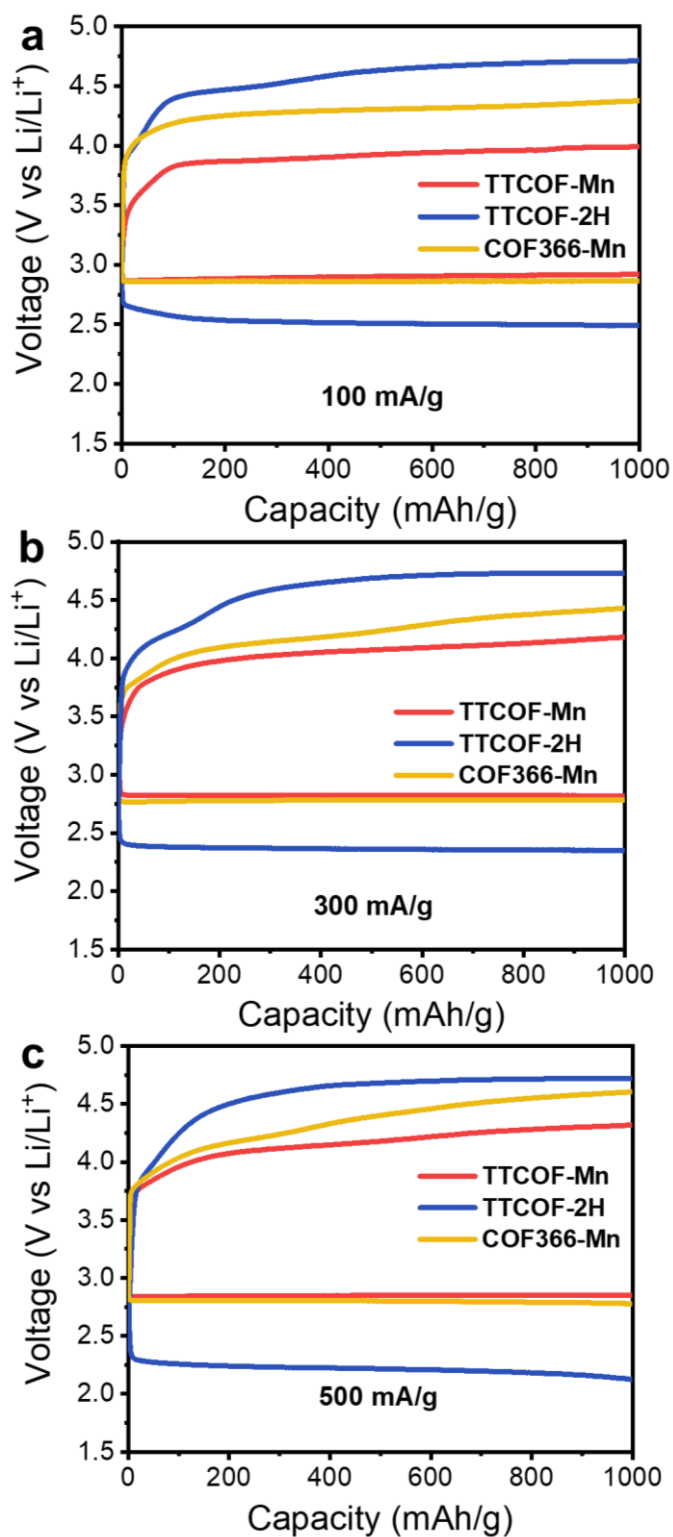 a
Voltage (V vs Li/Li⁺)
5.0
4.5
4.0
3.5
3.0
2.5
2.0
1.5
TTCOF-Mn
TTCOF-2H
COF366-Mn
100 mA/g
0 200 400 600 800 1000
Capacity (mAh/g)
b
Voltage (V vs Li/Li⁺)
5.0
4.5
4.0
3.5
3.0
2.5
2.0
1.5
TTCOF-Mn
TTCOF-2H
COF366-Mn
300 mA/g
0 200 400 600 800 1000
Capacity (mAh/g)
c
Voltage (V vs Li/Li⁺)
5.0
4.5
4.0
3.5
3.0
2.5
2.0
1.5
TTCOF-Mn
TTCOF-2H
COF366-Mn
500 mA/g
0 200 400 600 800 1000
Capacity (mAh/g)